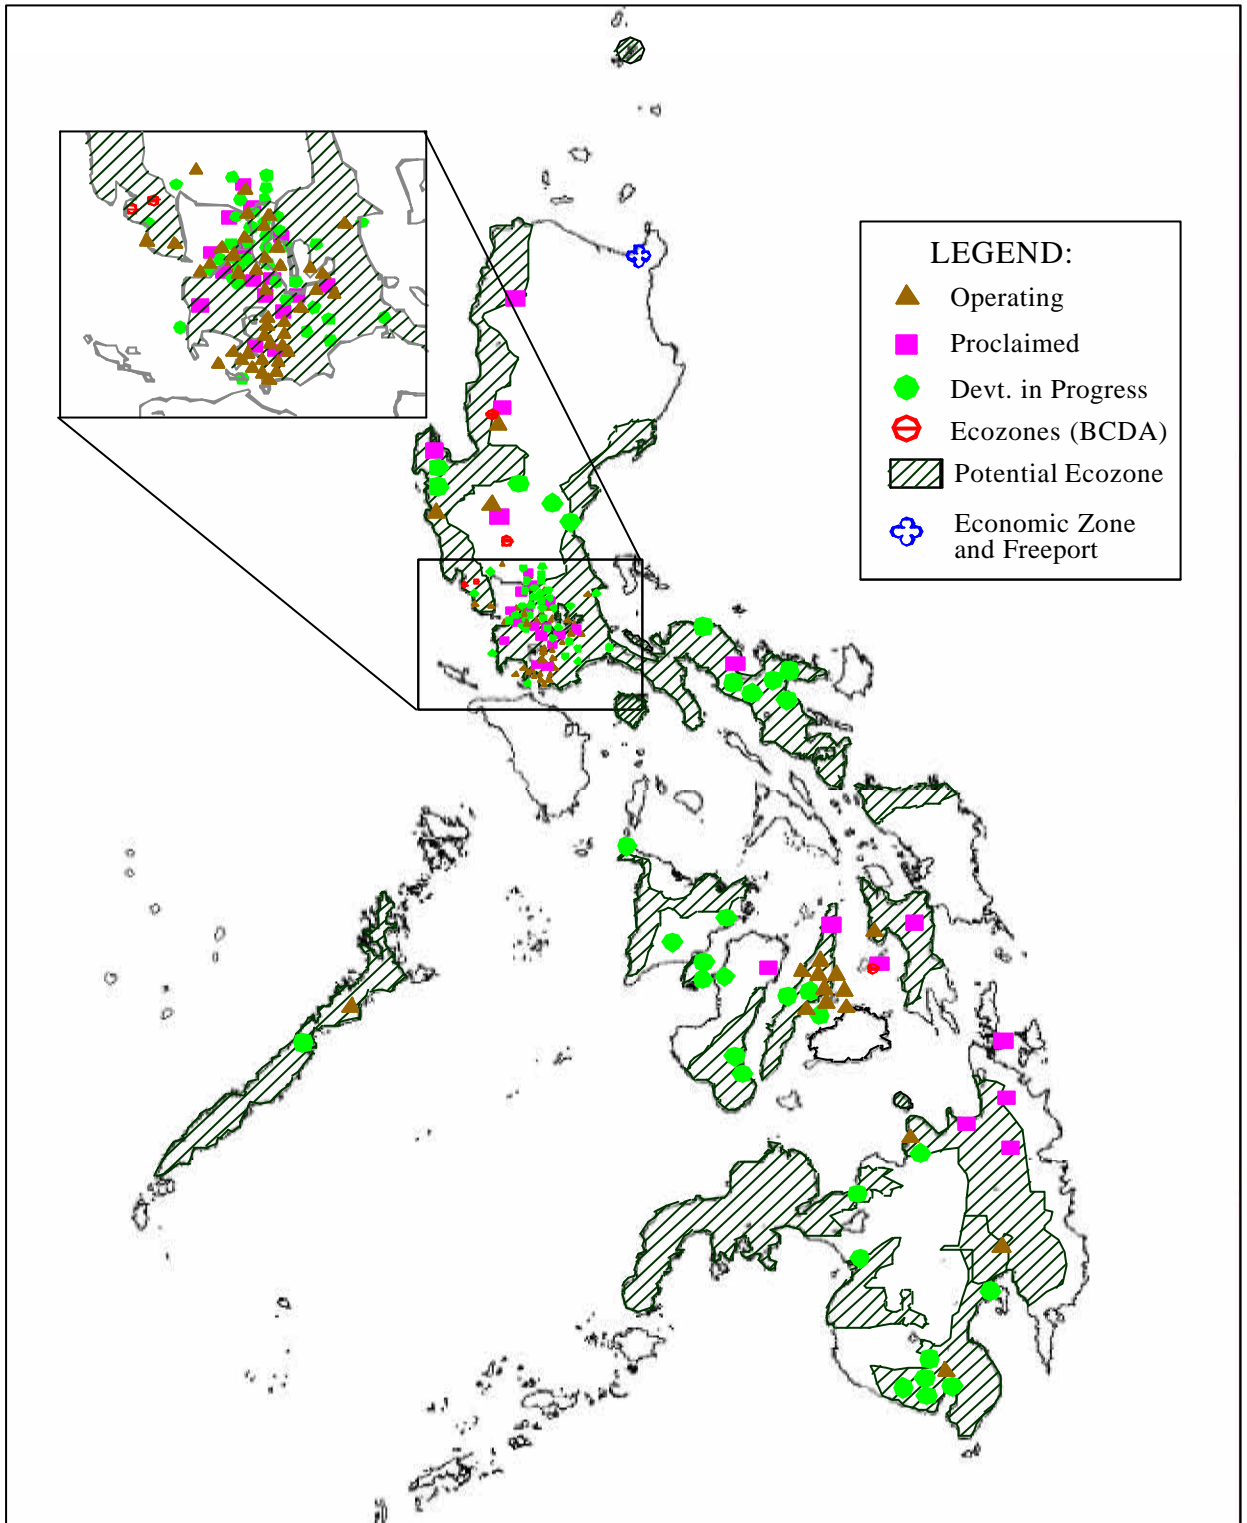 LEGEND:
Operating
Proclaimed
Devt. in Progress
Ecozones (BCDA)
Potential Ecozone
Economic Zone
and Freeport